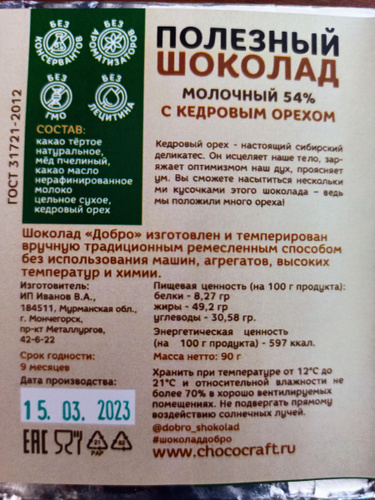 БЕЗ
КОНСЕРВАНТОВ
БЕЗ
АРОМАТИЗАТОРОВ
БЕЗ
ГМО
БЕЗ
ЛЕЦИТИНА
ГОСТ 31721-2012
ПОЛЕЗНЫЙ
ШОКОЛАД
МОЛОЧНЫЙ 54%
С КЕДРОВЫМ ОРЕХОМ
СОСТАВ:
какао тёртое
натуральное,
мёд пчелиный,
какао масло
нерафинированное
молоко
цельное сухое,
кедровый орех
Кедровый орех - настоящий сибирский
деликатес. Он исцеляет наше тело, зар-
яжает оптимизмом наш дух, проясняет
ум. Вы сможете насытиться нескольки
ми кусочками этого шоколада – ведь
мы положили много ореха!
Шоколад «Добро» изготовлен и темперирован
вручную традиционным ремесленным способом
без использования машин, агрегатов, высоких
температур и химии.
Изготовитель:
ИП Иванов В.А.,
184511, Мурманская обл.,
г. Мончегорск,
пр-кт Металлургов,
42-6-22
Срок годности:
9 месяцев
Дата производства:
15. 03. 2023
Пищевая ценность (на 100 г продукта):
белки - 8,27 гр
жиры - 49,2 гр
углеводы - 30,58 гр.
Энергетическая ценность
(на 100 г продукта) - 597 ккал.
Масса нетто: 90 г
Хранить при температуре от 12°С до
21°С и относительной влажности не
более 70% в хорошо вентилируемых
помещениях. Не подвергать прямому
воздействию солнечных лучей.
@dobro_shokolad
#шоколаддобро
www.chococraft.ru
EAC
PAP